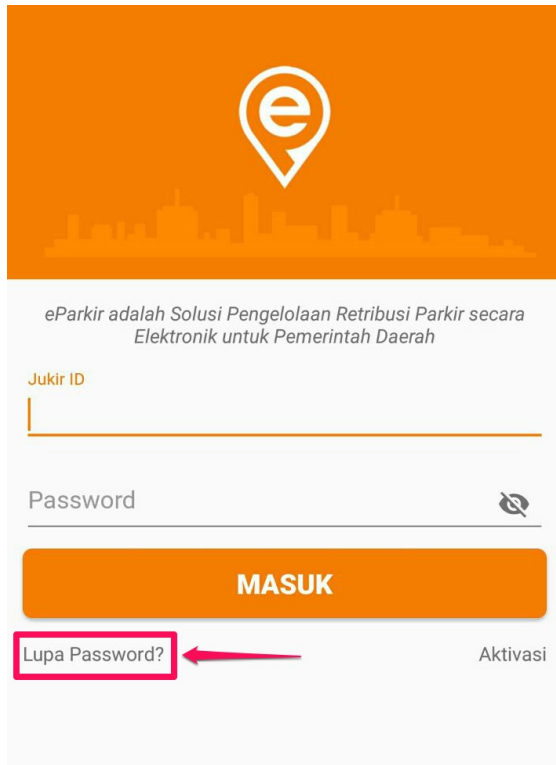 e
eParkir adalah Solusi Pengelolaan Retribusi Parkir secara
Elektronik untuk Pemerintah Daerah
Jukir ID
Password
MASUK
Lupa Password?
Aktivasi